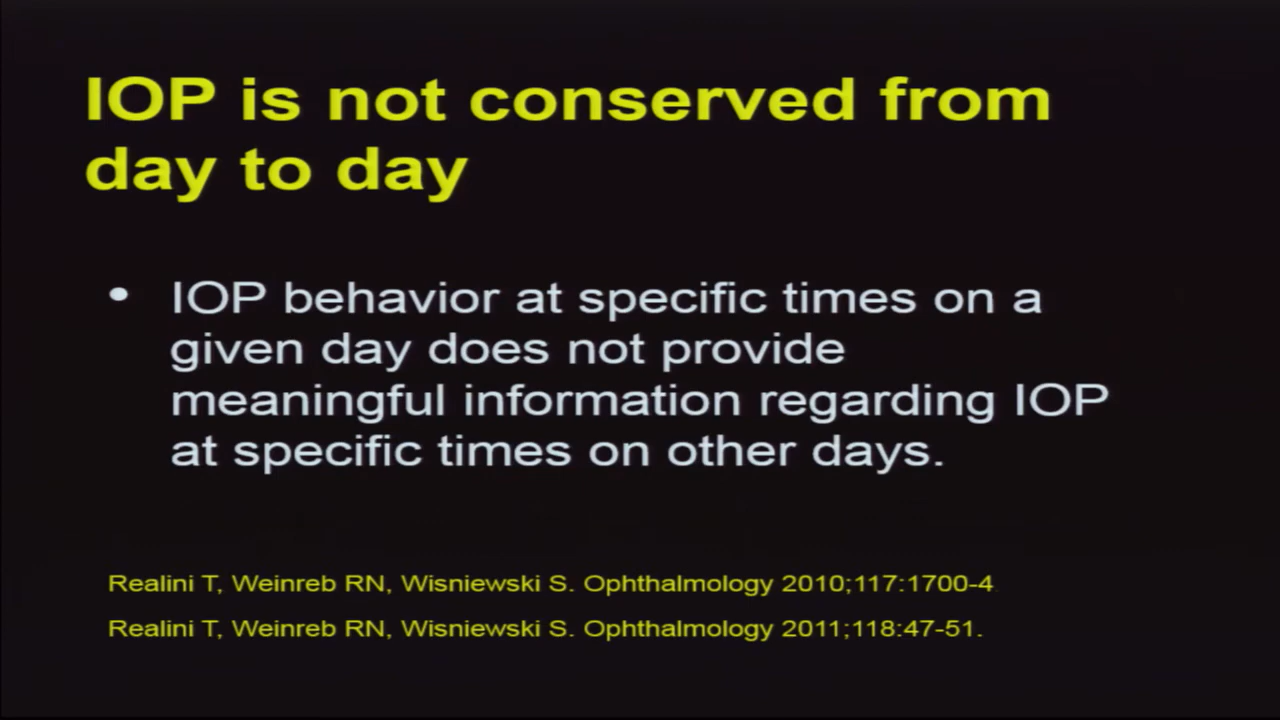 IOP is not conserved from
day to day
• IOP behavior at specific times on a
given day does not provide
meaningful information regarding IOP
at specific times on other days.
Realini T, Weinreb RN, Wisniewski S. Ophthalmology 2010;117:1700-4
Realini T, Weinreb RN, Wisniewski S. Ophthalmology 2011;118:47-51.